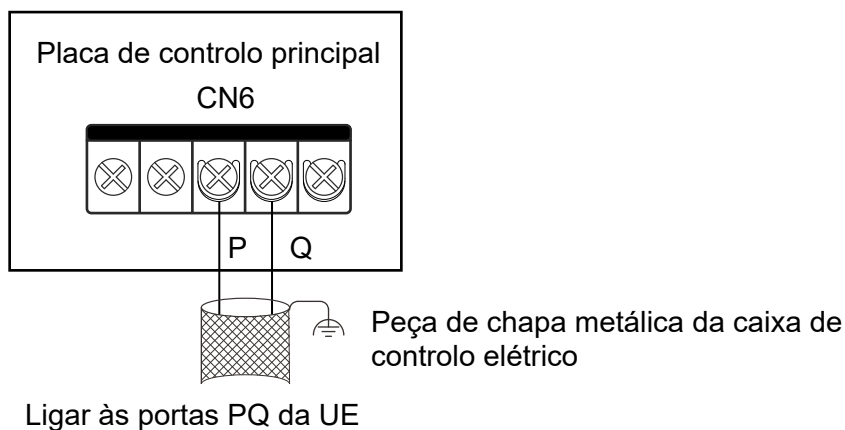 Placa de controlo principal
CN6
P Q
Peça de chapa metálica da caixa de
controlo elétrico
Ligar às portas PQ da UE